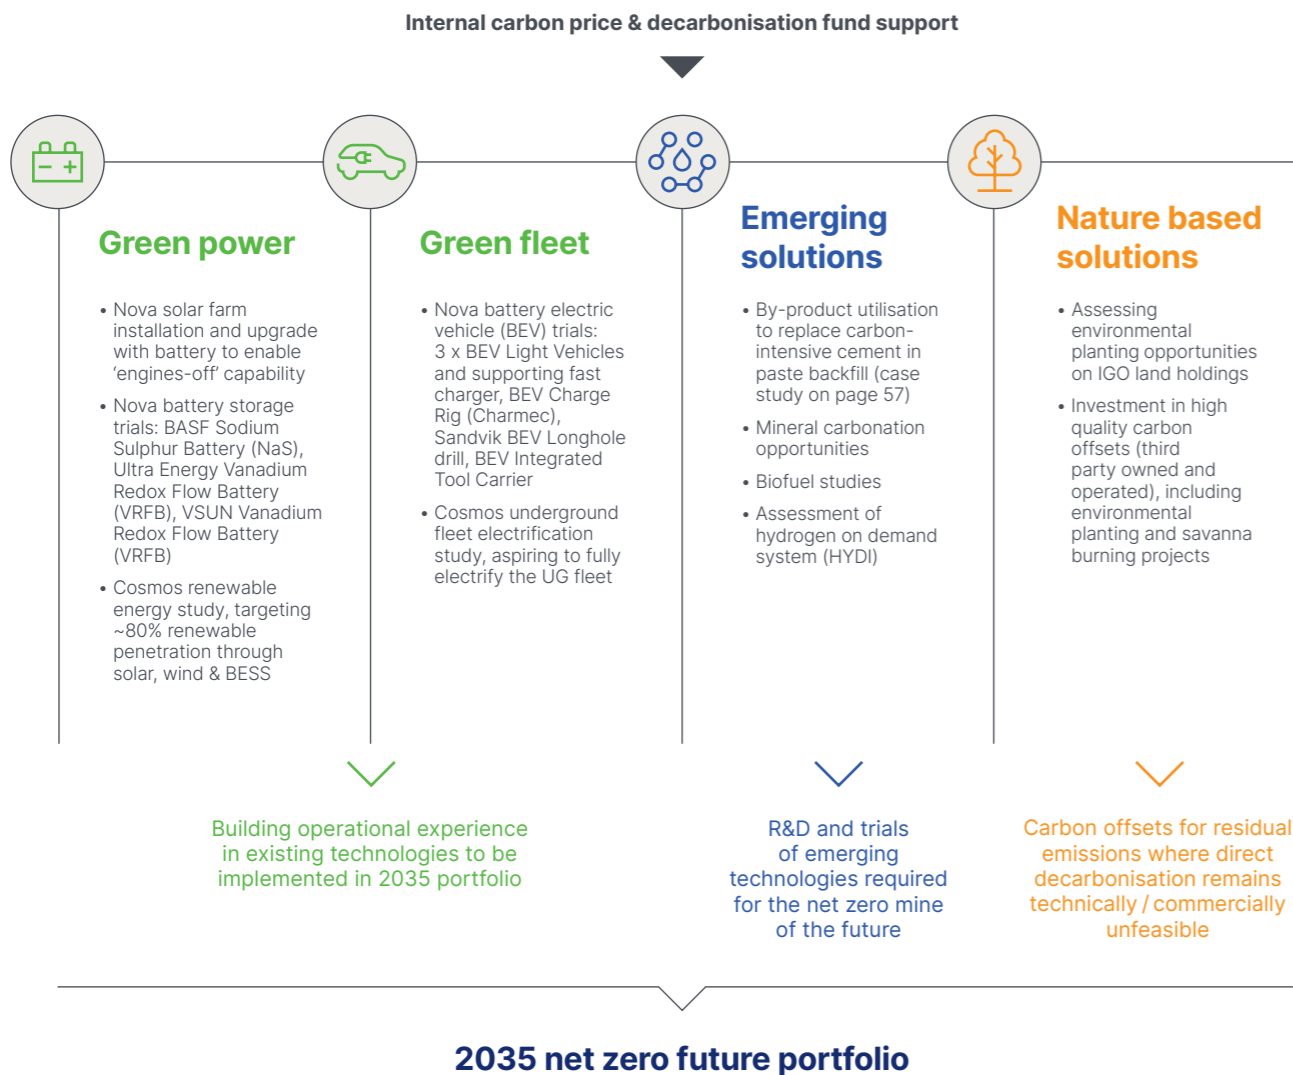 Internal carbon price & decarbonisation fund support
Green power
• Nova solar farm
installation and upgrade
with battery to enable
‘engines-off’ capability
• Nova battery storage
trials: BASF Sodium
Sulphur Battery (NaS),
Ultra Energy Vanadium
Redox Flow Battery
(VRFB), VSUN Vanadium
Redox Flow Battery
(VRFB)
• Cosmos renewable
energy study, targeting
~80% renewable
penetration through
solar, wind & BESS
Green fleet
• Nova battery electric
vehicle (BEV) trials:
3 x BEV Light Vehicles
and supporting fast
charger, BEV Charge
Rig (Charmec),
Sandvik BEV Longhole
drill, BEV Integrated
Tool Carrier
• Cosmos underground
fleet electrification
study, aspiring to fully
electrify the UG fleet
Building operational experience
in existing technologies to be
implemented in 2035 portfolio
Emerging
solutions
• By-product utilisation
to replace carbon-
intensive cement in
paste backfill (case
study on page 57)
• Mineral carbonation
opportunities
• Biofuel studies
• Assessment of
hydrogen on demand
system (HYDI)
R&D and trials
of emerging
technologies required
for the net zero mine
of the future
Nature based
solutions
• Assessing
environmental
planting opportunities
on IGO land holdings
• Investment in high
quality carbon
offsets (third
party owned and
operated), including
environmental
planting and savanna
burning projects
Carbon offsets for residual
emissions where direct
decarbonisation remains
technically / commercially
unfeasible
2035 net zero future portfolio